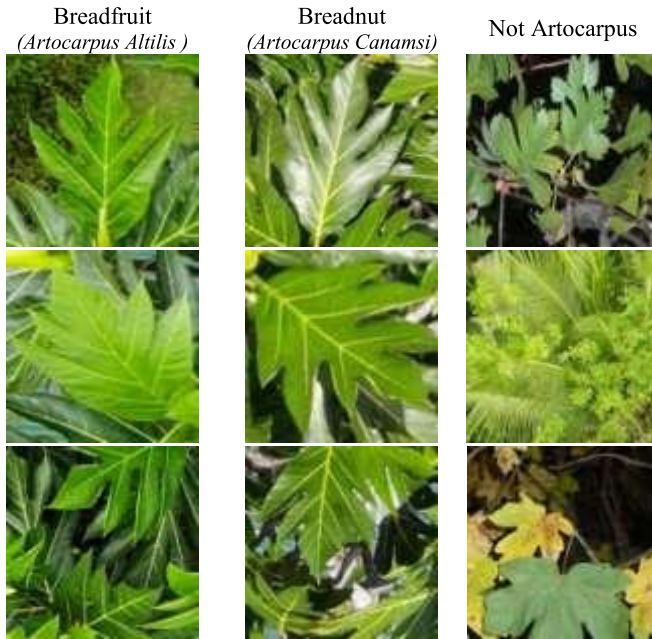 Breadfruit
(Artocarpus Altilis )
Breadnut
(Artocarpus Canamsi)
Not Artocarpus